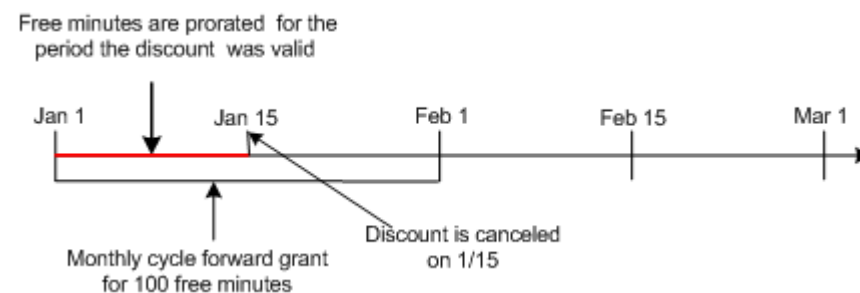 Free minutes are prorated for the
period the discount was valid
Jan 1
Jan 15
Feb 1
Feb 15
Mar 1
Discount is canceled
on 1/15
Monthly cycle forward grant
for 100 free minutes